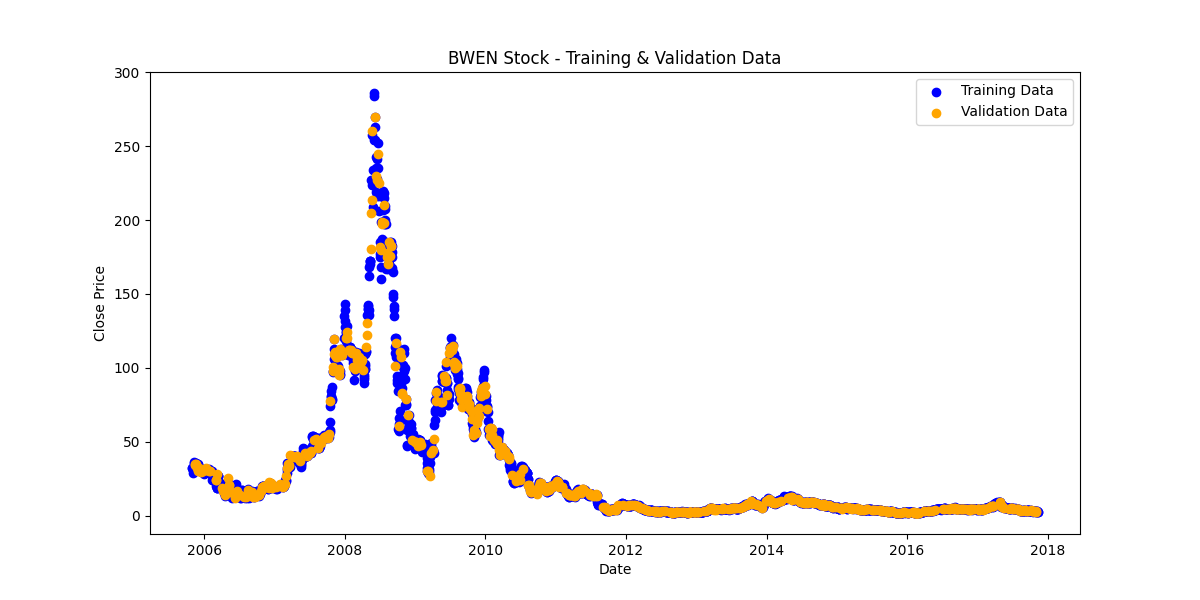 BWEN Stock - Training & Validation Data
300
250
200
150
100
50
0
Close Price
Training Data
Validation Data
2006
2008
2010
2012
2014
2016
2018
Date